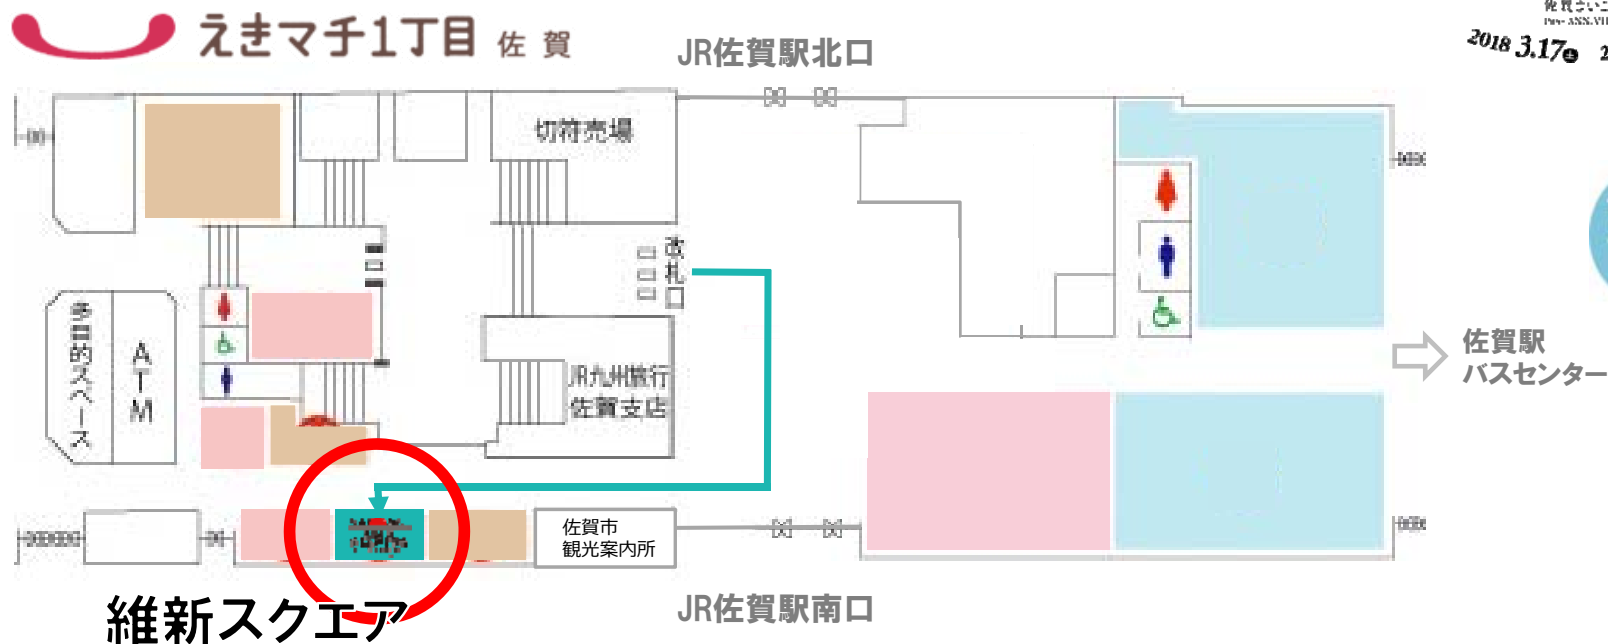 えきマチ1丁目 佐賀
JR佐賀駅北口
2018 3.17土
切符売場
改札口
多目的スペース
ATM
JR九州旅行
佐賀支店
佐賀駅
バスセンター
佐賀市
観光案内所
維新スクエア
JR佐賀駅南口